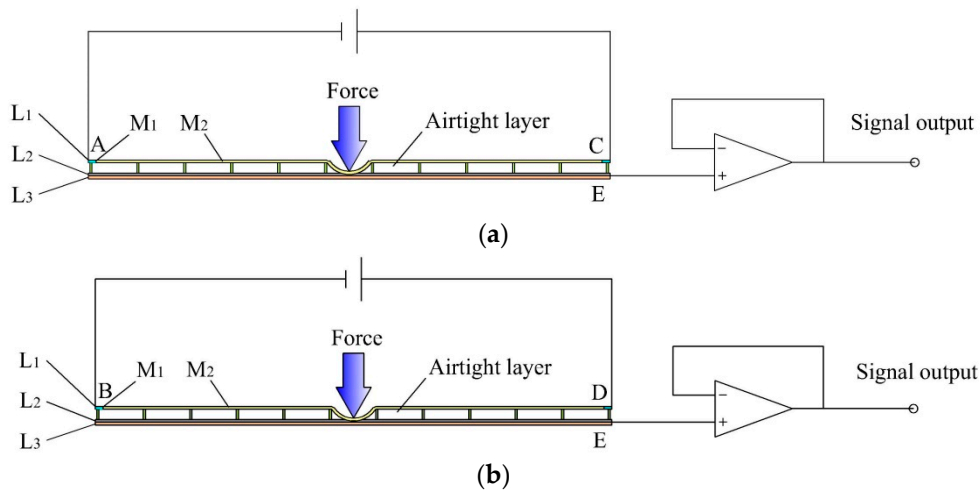 Force
Airtight layer
Signal output
L1
A
M1
M2
C
L2
L3
E
−
+
(a)
Force
Airtight layer
Signal output
L1
B
M1
M2
D
L2
L3
E
−
+
(b)